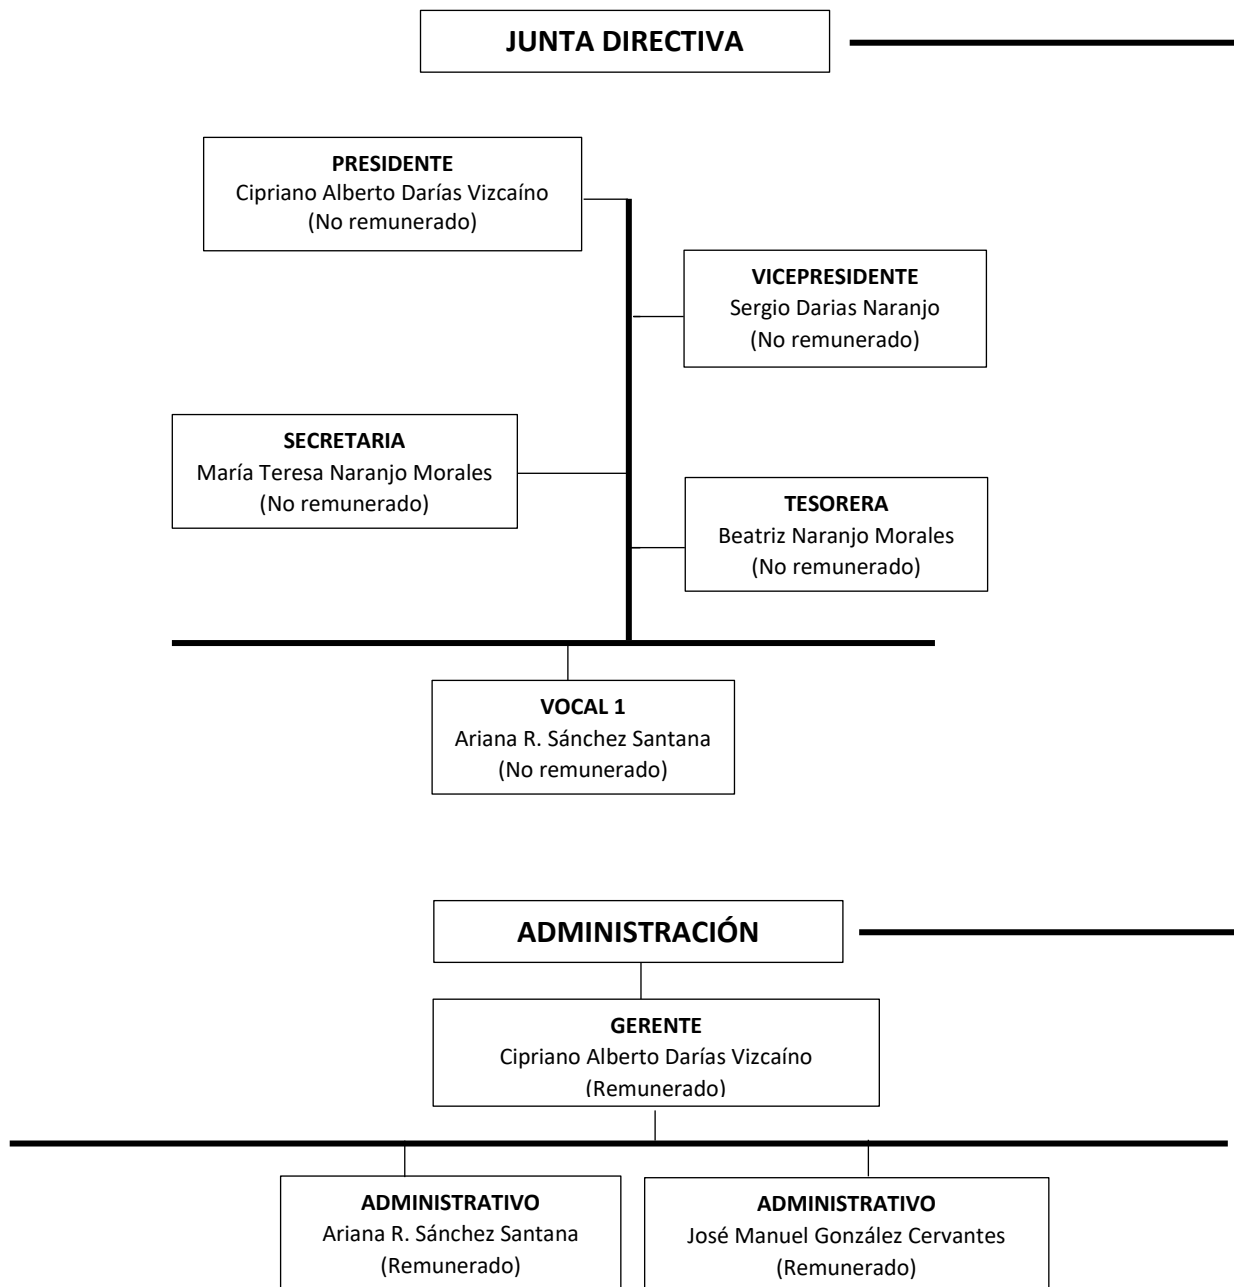 JUNTA DIRECTIVA
PRESIDENTE
Cipriano Alberto Darías Vizcaíno
(No remunerado)
VICEPRESIDENTE
Sergio Darias Naranjo
(No remunerado)
SECRETARIA
María Teresa Naranjo Morales
(No remunerado)
TESORERA
Beatriz Naranjo Morales
(No remunerado)
VOCAL 1
Ariana R. Sánchez Santana
(No remunerado)
ADMINISTRACIÓN
GERENTE
Cipriano Alberto Darías Vizcaíno
(Remunerado)
ADMINISTRATIVO
Ariana R. Sánchez Santana
(Remunerado)
ADMINISTRATIVO
José Manuel González Cervantes
(Remunerado)